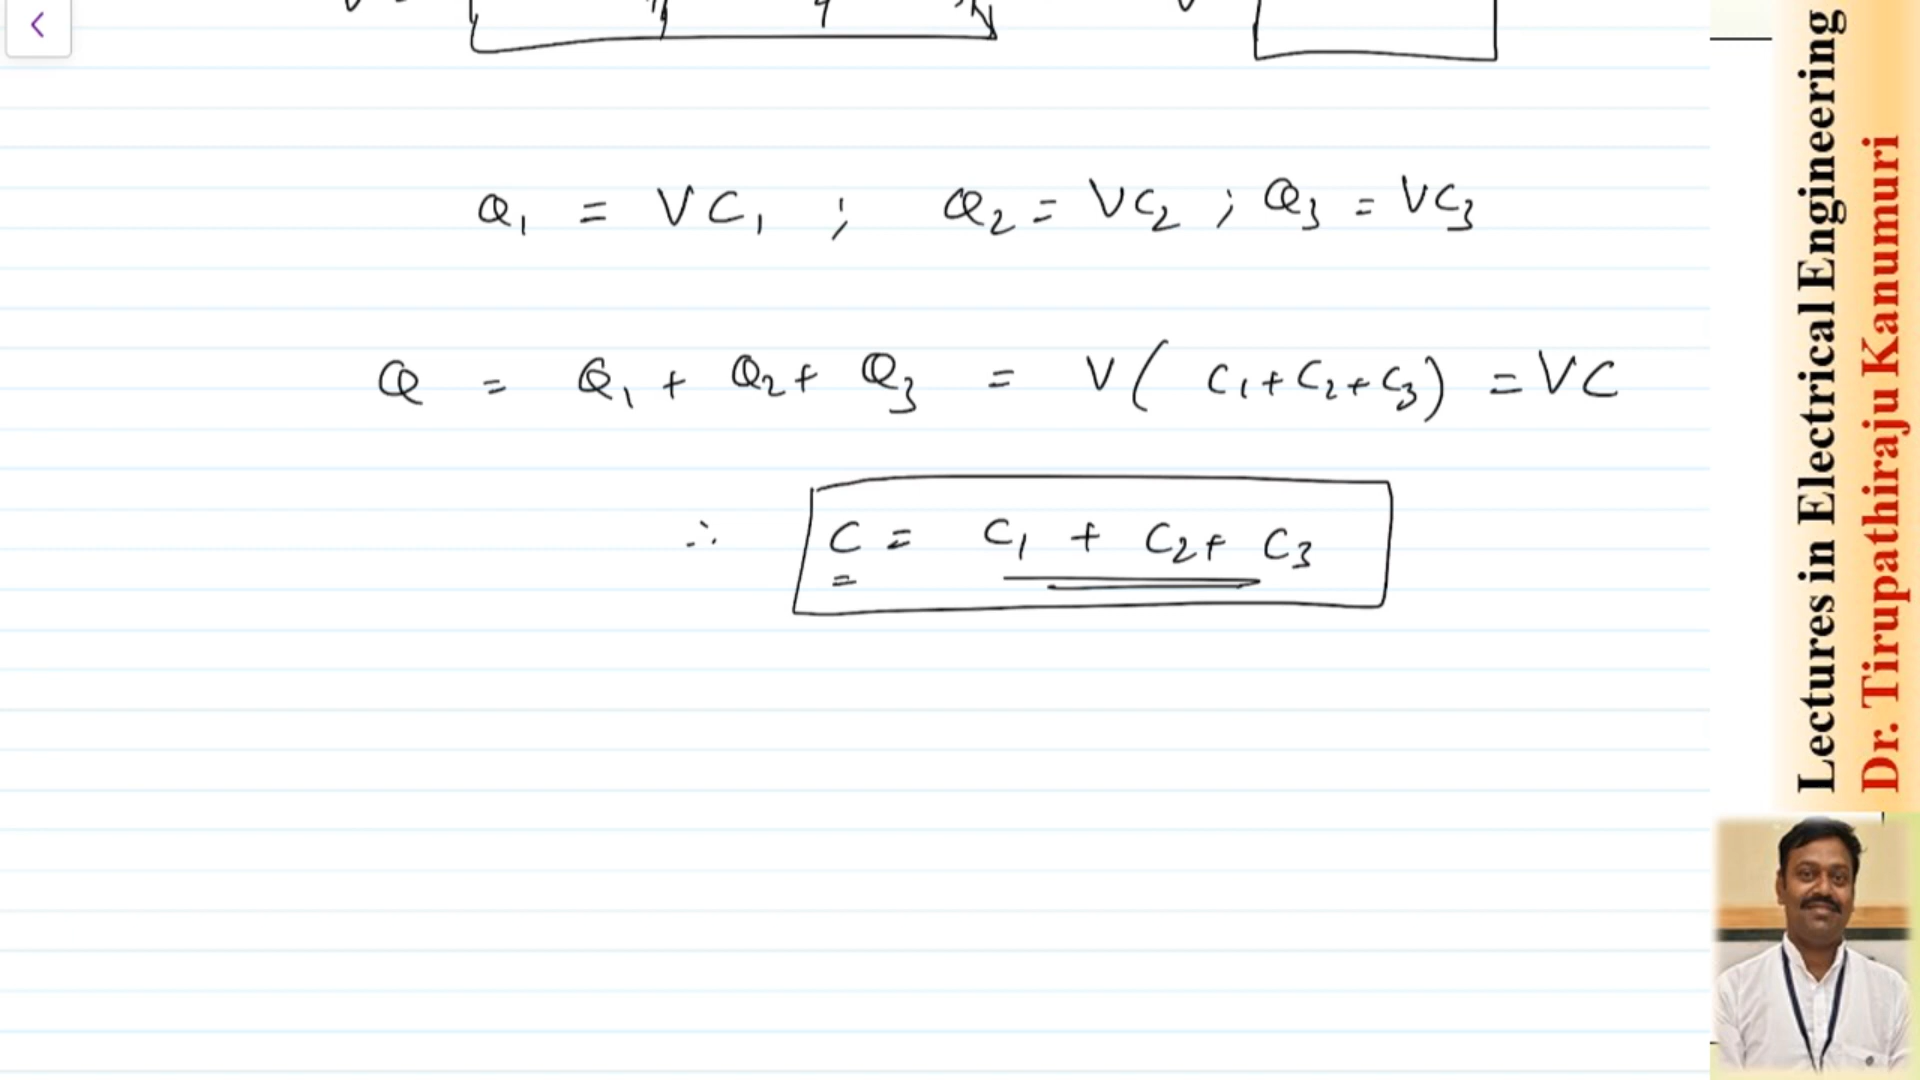 Q₁ = VC₁ ; Q₂ = VC₂ ; Q₃ = VC₃
Q = Q₁ + Q₂ + Q₃ = V( C₁+C₂+C₃) = VC
∴ C = C₁ + C₂ + C₃
Lectures in Electrical Engineering
Dr. Tirupathiraju Kanumuri